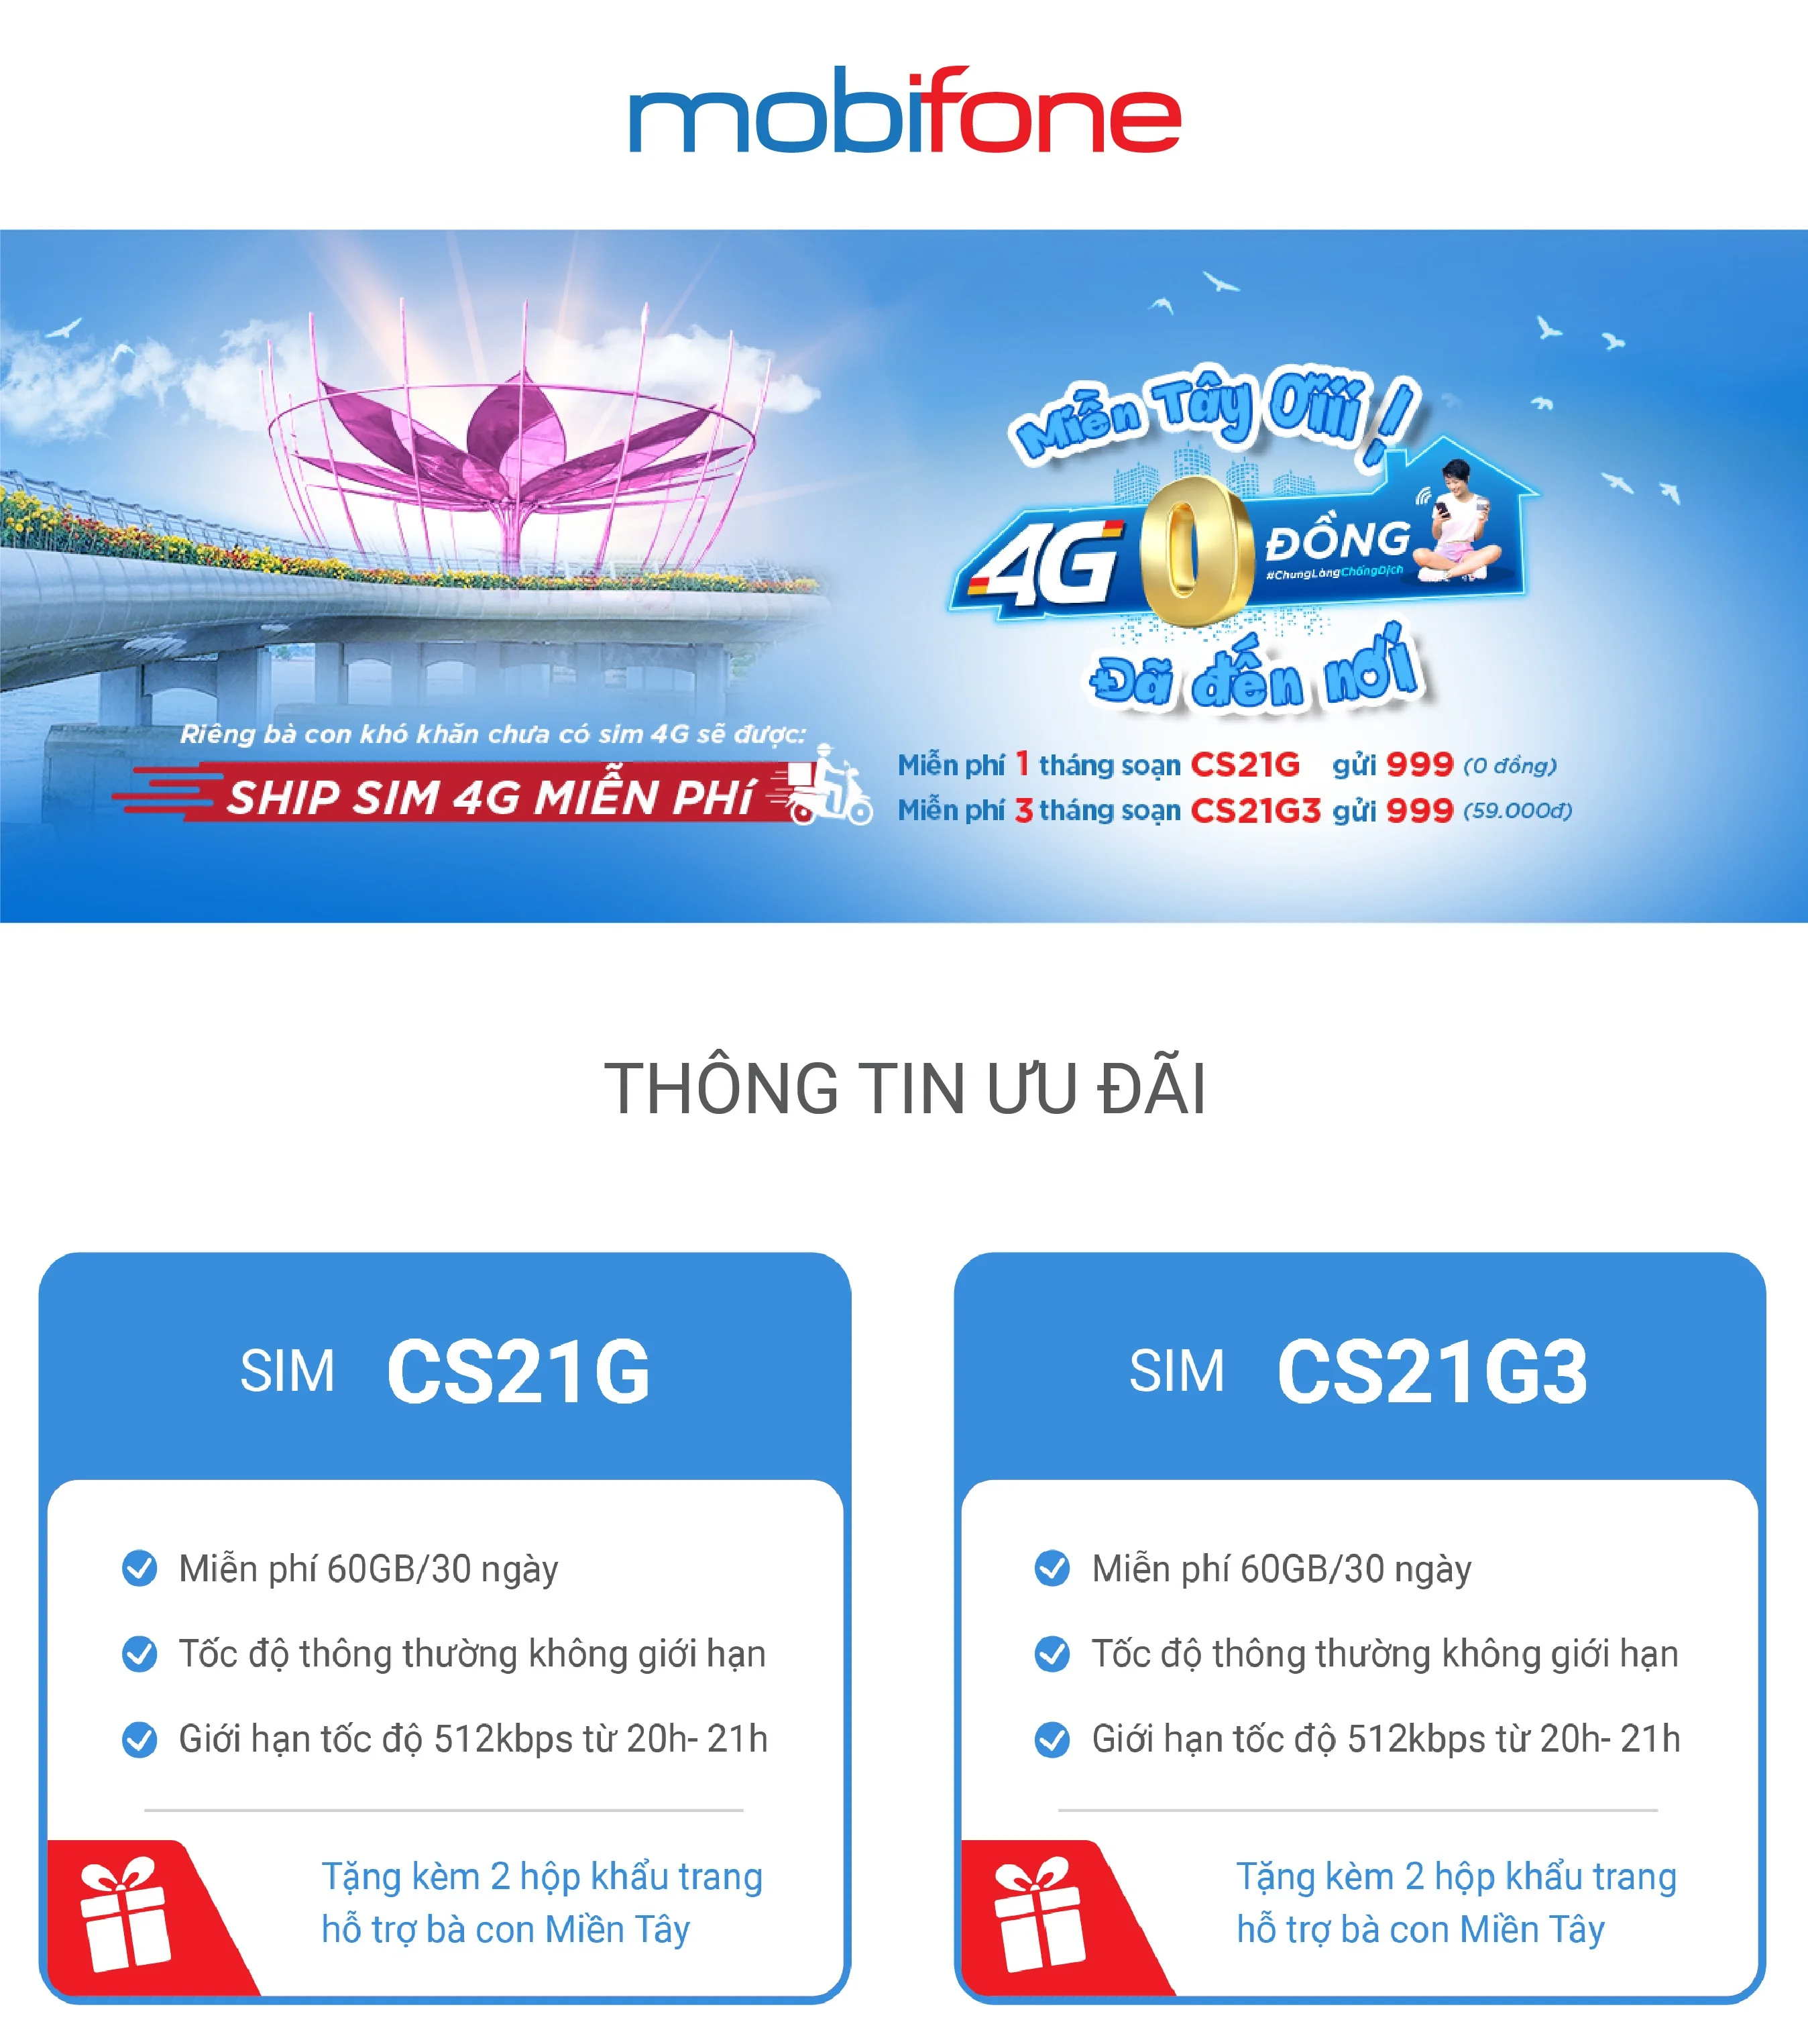 mobifone
Miền Tây Ơiiii !
4G 0 ĐỒNG
#ChungLòngChốngDịch
Đã đến nơi
Riêng bà con khó khăn chưa có sim 4G sẽ được:
SHIP SIM 4G MIỄN PHÍ
Miễn phí 1 tháng soạn CS21G gửi 999 (0 đồng)
Miễn phí 3 tháng soạn CS21G3 gửi 999 (59.000đ)
THÔNG TIN ƯU ĐÃI
SIM CS21G
Miễn phí 60GB/30 ngày
Tốc độ thông thường không giới hạn
Giới hạn tốc độ 512kbps từ 20h- 21h
Tặng kèm 2 hộp khẩu trang
hỗ trợ bà con Miền Tây
SIM CS21G3
Miễn phí 60GB/30 ngày
Tốc độ thông thường không giới hạn
Giới hạn tốc độ 512kbps từ 20h- 21h
Tặng kèm 2 hộp khẩu trang
hỗ trợ bà con Miền Tây